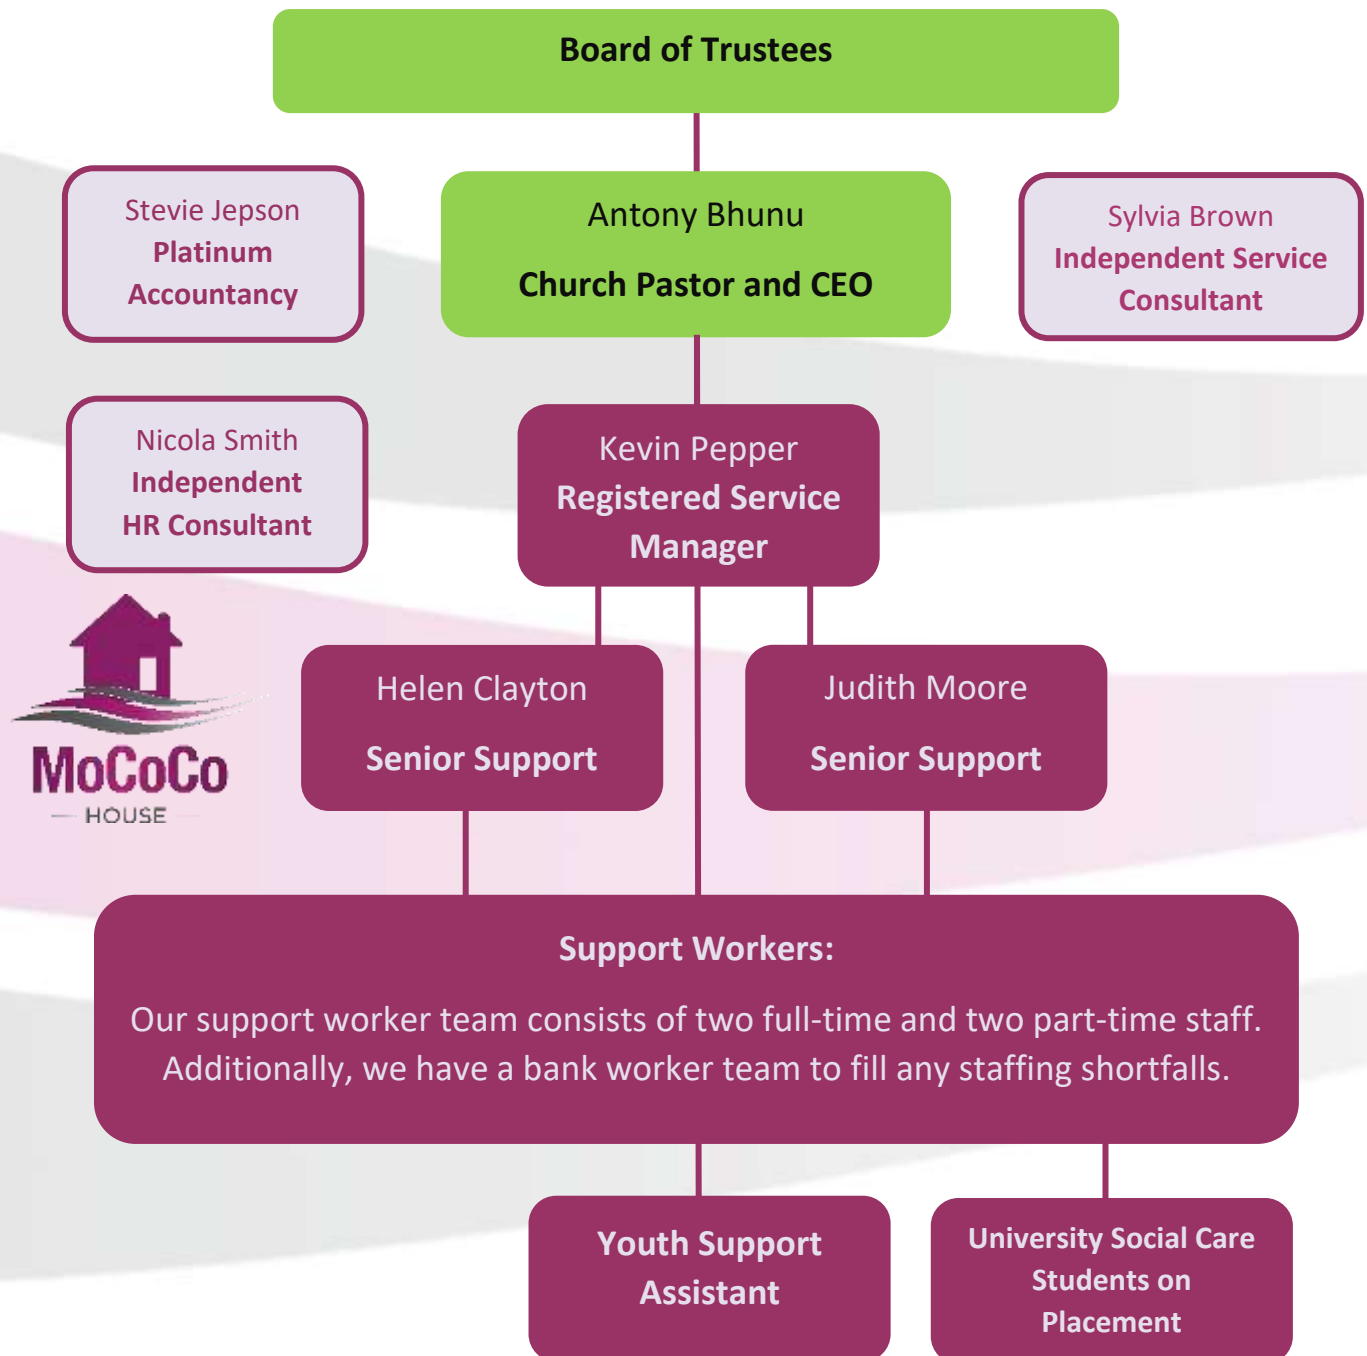 Board of Trustees
Stevie Jepson
Platinum
Accountancy
Antony Bhunu
Church Pastor and CEO
Sylvia Brown
Independent Service
Consultant
Nicola Smith
Independent
HR Consultant
Kevin Pepper
Registered Service
Manager
MoCoCo
HOUSE
Helen Clayton
Senior Support
Judith Moore
Senior Support
Support Workers:
Our support worker team consists of two full-time and two part-time staff.
Additionally, we have a bank worker team to fill any staffing shortfalls.
Youth Support
Assistant
University Social Care
Students on
Placement